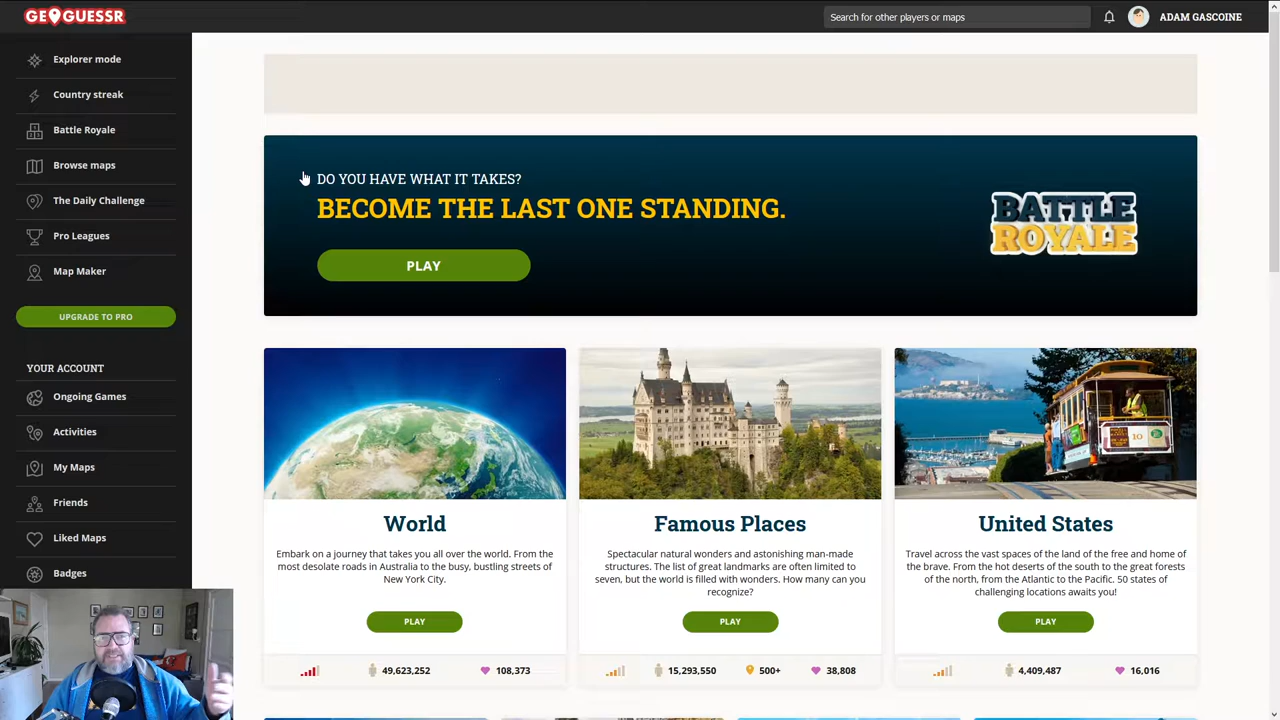 GEOGUESSR
Search for other players or maps
ADAM GASCOINE
Explorer mode
Country streak
Battle Royale
Browse maps
The Daily Challenge
Pro Leagues
Map Maker
UPGRADE TO PRO
YOUR ACCOUNT
Ongoing Games
Activities
My Maps
Friends
Liked Maps
Badges
DO YOU HAVE WHAT IT TAKES?
BECOME THE LAST ONE STANDING.
PLAY
BATTLE
ROYALE
World
Embark on a journey that takes you all over the world. From the
most desolate roads in Australia to the busy, bustling streets of
New York City.
PLAY
49,623,252 108,373
Famous Places
Spectacular natural wonders and astonishing man-made
structures. The list of great landmarks are often limited to
seven, but the world is filled with wonders. How many can you
recognize?
PLAY
15,293,550 500+ 38,808
10
United States
Travel across the vast spaces of the land of the free and home of
the brave. From the hot deserts of the south to the great forests
of the north, from the Atlantic to the Pacific. 50 states of
challenging locations awaits you!
PLAY
4,409,487 16,016